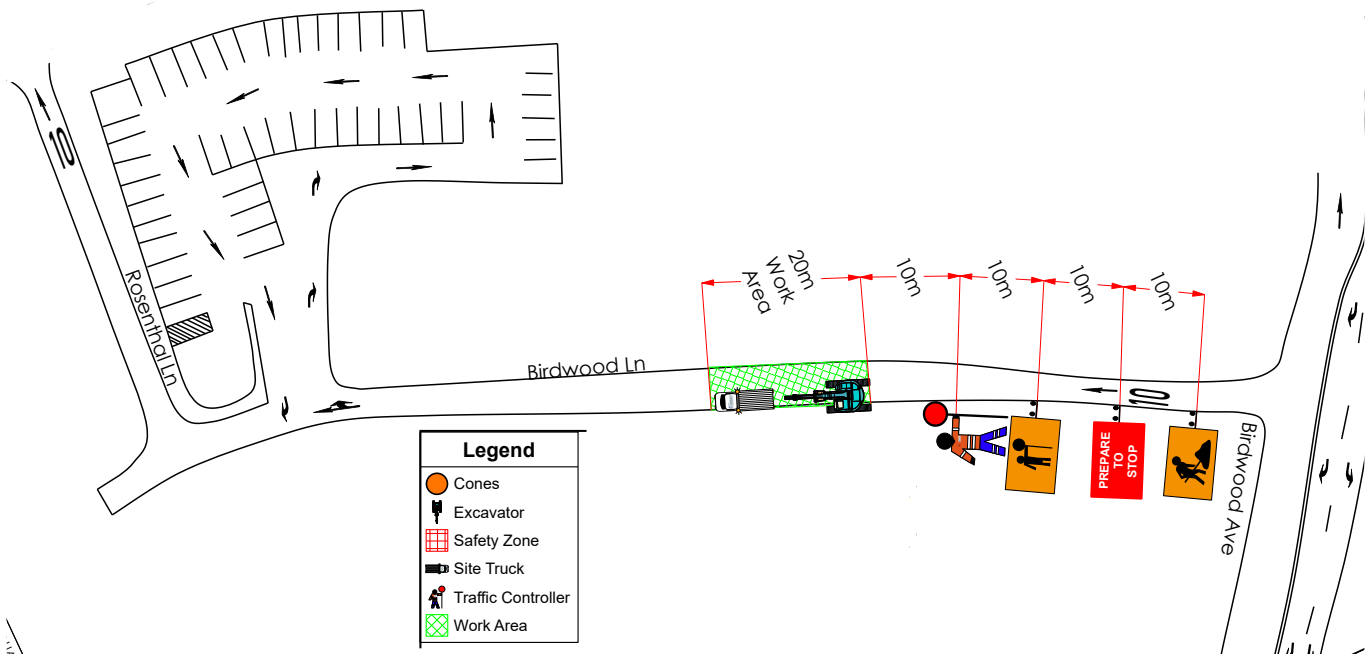 10
Rosenthal Ln
Birdwood Ln
20m
Work
Area
10m
10m
10m
10m
10
PREPARE
TO
STOP
Birdwood Ave
Legend
Cones
Excavator
Safety Zone
Site Truck
Traffic Controller
Work Area